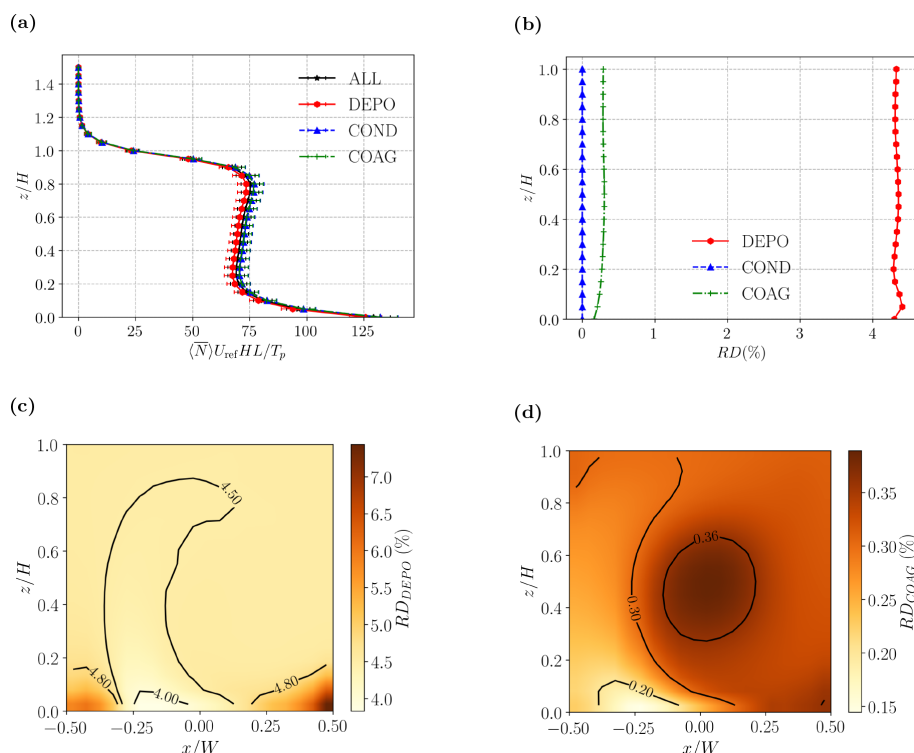 (a)
1.4
1.2
1.0
0.8
0.6
0.4
0.2
0.0
z/H
0 25 50 75 100 125
⟨N̅⟩U_ref HL/T_p
ALL
DEPO
COND
COAG
(b)
1.0
0.8
0.6
0.4
0.2
0.0
z/H
0 1 2 3 4
RD(%)
DEPO
COND
COAG
(c)
1.0
0.8
0.6
0.4
0.2
0.0
z/H
−0.50 −0.25 0.00 0.25 0.50
x/W
4.50
4.80
4.00
4.80
7.0
6.5
6.0
5.5
5.0
4.5
4.0
RD_DEPO (%)
(d)
1.0
0.8
0.6
0.4
0.2
0.0
z/H
−0.50 −0.25 0.00 0.25 0.50
x/W
0.36
0.30
0.20
0.35
0.30
0.25
0.20
0.15
RD_COAG (%)